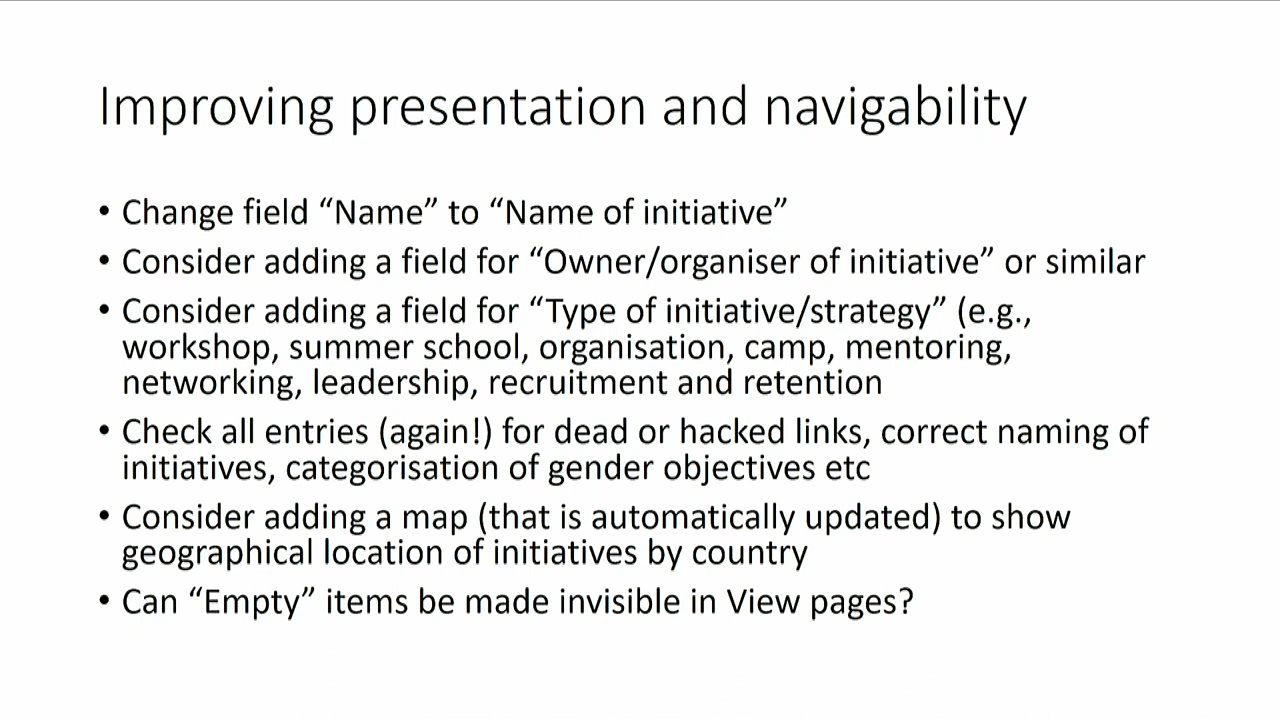 Improving presentation and navigability
• Change field “Name” to “Name of initiative”
• Consider adding a field for “Owner/organiser of initiative” or similar
• Consider adding a field for “Type of initiative/strategy” (e.g.,
workshop, summer school, organisation, camp, mentoring,
networking, leadership, recruitment and retention
• Check all entries (again!) for dead or hacked links, correct naming of
initiatives, categorisation of gender objectives etc
• Consider adding a map (that is automatically updated) to show
geographical location of initiatives by country
• Can “Empty” items be made invisible in View pages?